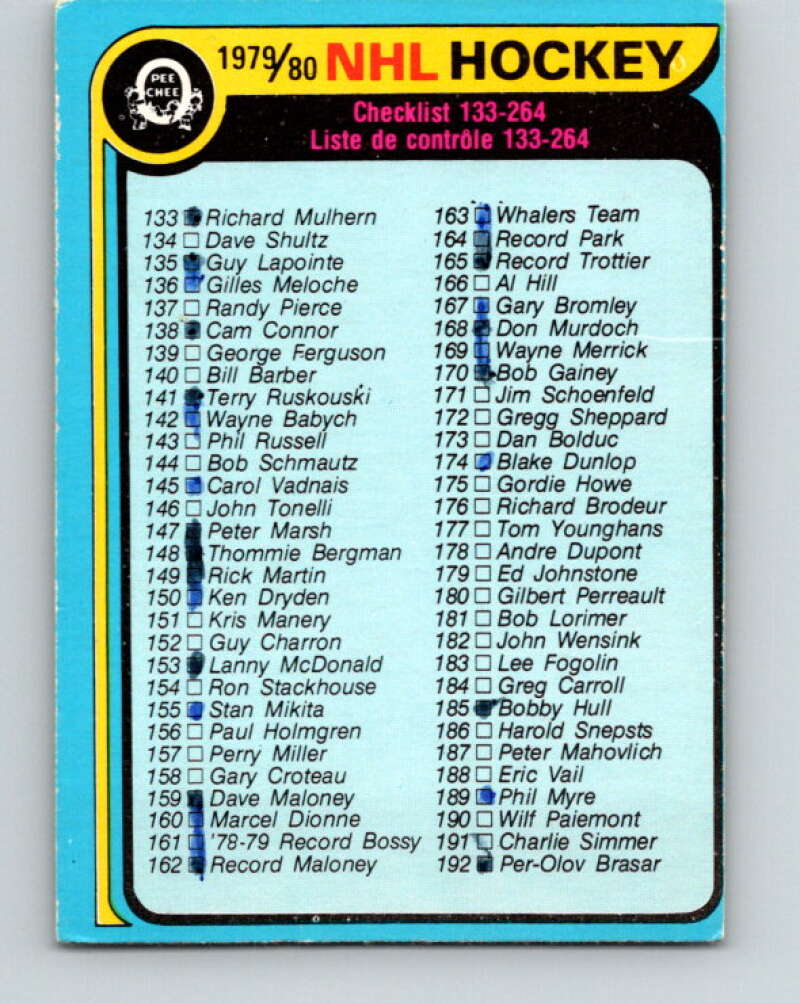 PEE
CHEE
1979/80 NHL HOCKEY
Checklist 133-264
Liste de contrôle 133-264
133 Richard Mulhern
134 Dave Shultz
135 Guy Lapointe
136 Gilles Meloche
137 Randy Pierce
138 Cam Connor
139 George Ferguson
140 Bill Barber
141 Terry Ruskouski
142 Wayne Babych
143 Phil Russell
144 Bob Schmautz
145 Carol Vadnais
146 John Tonelli
147 Peter Marsh
148 Thommie Bergman
149 Rick Martin
150 Ken Dryden
151 Kris Manery
152 Guy Charron
153 Lanny McDonald
154 Ron Stackhouse
155 Stan Mikita
156 Paul Holmgren
157 Perry Miller
158 Gary Croteau
159 Dave Maloney
160 Marcel Dionne
161 '78-79 Record Bossy
162 Record Maloney
163 Whalers Team
164 Record Park
165 Record Trottier
166 Al Hill
167 Gary Bromley
168 Don Murdoch
169 Wayne Merrick
170 Bob Gainey
171 Jim Schoenfeld
172 Gregg Sheppard
173 Dan Bolduc
174 Blake Dunlop
175 Gordie Howe
176 Richard Brodeur
177 Tom Younghans
178 Andre Dupont
179 Ed Johnstone
180 Gilbert Perreault
181 Bob Lorimer
182 John Wensink
183 Lee Fogolin
184 Greg Carroll
185 Bobby Hull
186 Harold Snepsts
187 Peter Mahovlich
188 Eric Vail
189 Phil Myre
190 Wilf Paiemont
191 Charlie Simmer
192 Per-Olov Brasar